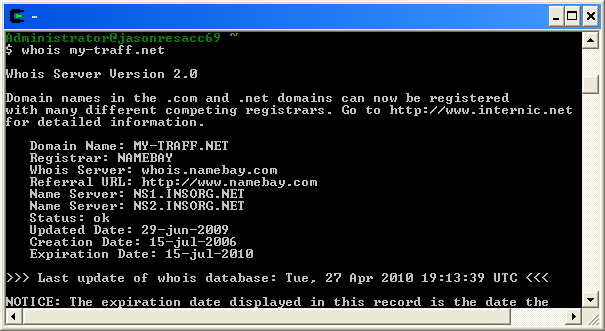 ~
Administrator@jasonresacc69 ~
$ whois my-traff.net
Whois Server Version 2.0
Domain names in the .com and .net domains can now be registered
with many different competing registrars. Go to http://www.internic.net
for detailed information.
Domain Name: MY-TRAFF.NET
Registrar: NAMEBAY
Whois Server: whois.namebay.com
Referral URL: http://www.namebay.com
Name Server: NS1.INSORG.NET
Name Server: NS2.INSORG.NET
Status: ok
Updated Date: 29-jun-2009
Creation Date: 15-jul-2006
Expiration Date: 15-jul-2010
>>> Last update of whois database: Tue, 27 Apr 2010 19:13:39 UTC <<<
NOTICE: The expiration date displayed in this record is the date the